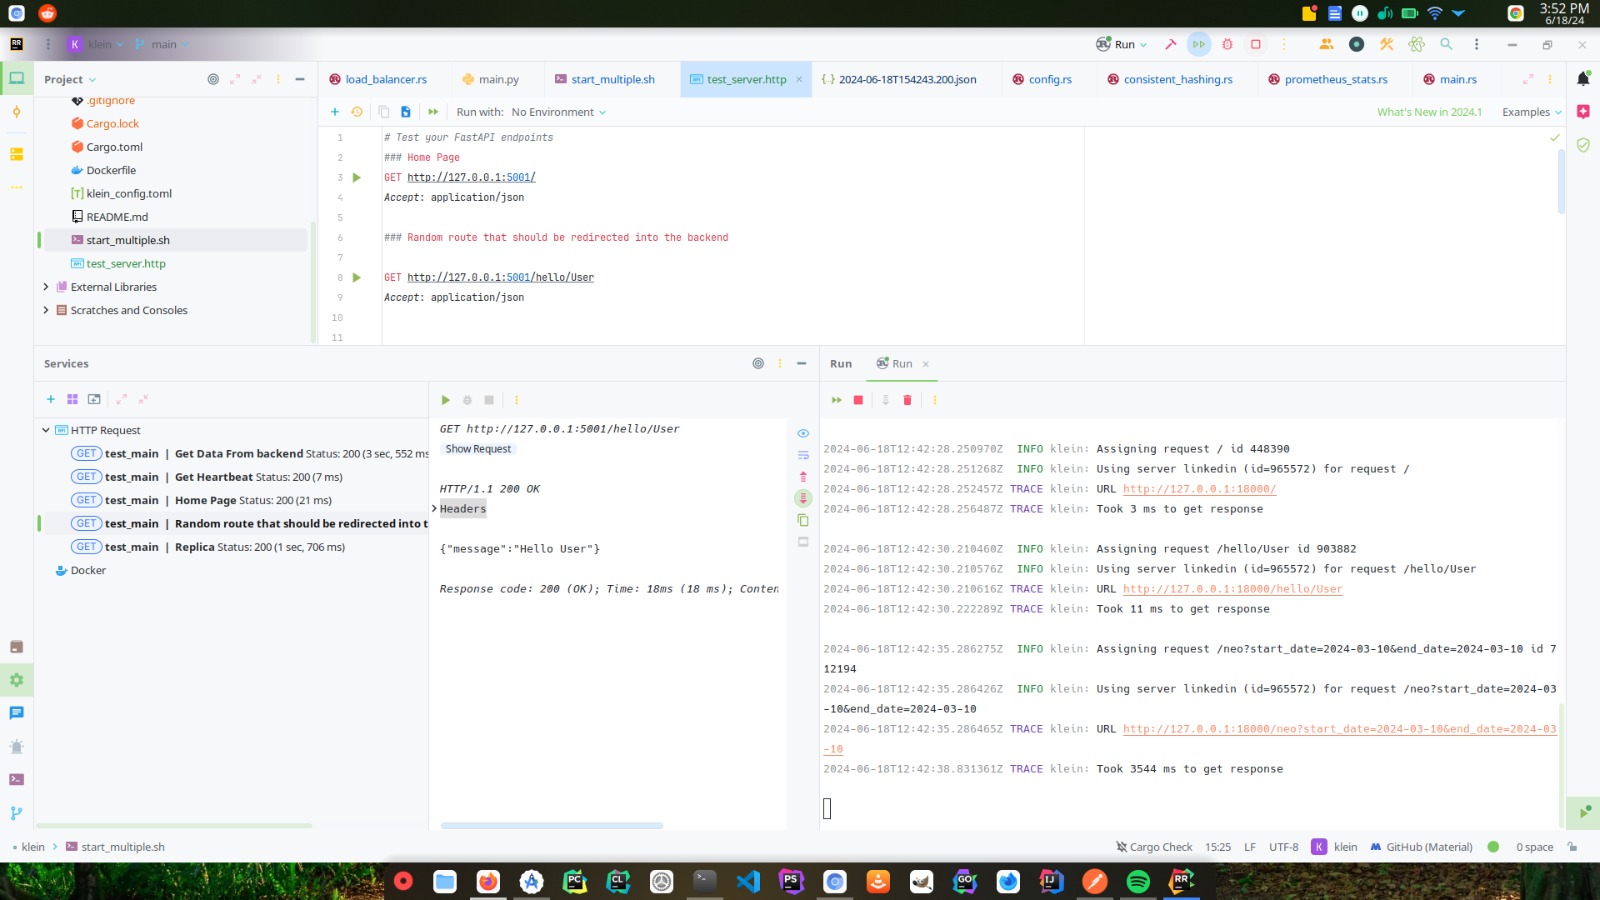 3:52 PM
6/18/24
K klein main
Run
Project
load_balancer.rs main.py start_multiple.sh test_server.http 2024-06-18T154243.200.json config.rs consistent_hashing.rs prometheus_stats.rs main.rs
Run with: No Environment What's New in 2024.1 Examples
.gitignore
Cargo.lock
Cargo.toml
Dockerfile
klein_config.toml
README.md
start_multiple.sh
test_server.http
External Libraries
Scratches and Consoles
1 # Test your FastAPI endpoints
2 ### Home Page
3 GET http://127.0.0.1:5001/
4 Accept: application/json
5
6 ### Random route that should be redirected into the backend
7
8 GET http://127.0.0.1:5001/hello/User
9 Accept: application/json
10
11
Services
HTTP Request
GET test_main | Get Data From backend Status: 200 (3 sec, 552 ms
GET test_main | Get Heartbeat Status: 200 (7 ms)
GET test_main | Home Page Status: 200 (21 ms)
GET test_main | Random route that should be redirected into t
GET test_main | Replica Status: 200 (1 sec, 706 ms)
Docker
GET http://127.0.0.1:5001/hello/User
Show Request
HTTP/1.1 200 OK
Headers
{"message":"Hello User"}
Response code: 200 (OK); Time: 18ms (18 ms); Conten
Run Run
2024-06-18T12:42:28.250970Z INFO klein: Assigning request / id 448390
2024-06-18T12:42:28.251268Z INFO klein: Using server linkedin (id=965572) for request /
2024-06-18T12:42:28.252457Z TRACE klein: URL http://127.0.0.1:18000/
2024-06-18T12:42:28.256487Z TRACE klein: Took 3 ms to get response
2024-06-18T12:42:30.210460Z INFO klein: Assigning request /hello/User id 903882
2024-06-18T12:42:30.210576Z INFO klein: Using server linkedin (id=965572) for request /hello/User
2024-06-18T12:42:30.210616Z TRACE klein: URL http://127.0.0.1:18000/hello/User
2024-06-18T12:42:30.222289Z TRACE klein: Took 11 ms to get response
2024-06-18T12:42:35.286275Z INFO klein: Assigning request /neo?start_date=2024-03-10&end_date=2024-03-10 id 7
12194
2024-06-18T12:42:35.286426Z INFO klein: Using server linkedin (id=965572) for request /neo?start_date=2024-03
-10&end_date=2024-03-10
2024-06-18T12:42:35.286465Z TRACE klein: URL http://127.0.0.1:18000/neo?start_date=2024-03-10&end_date=2024-03
-10
2024-06-18T12:42:38.831361Z TRACE klein: Took 3544 ms to get response
klein start_multiple.sh
Cargo Check 15:25 LF UTF-8 K klein GitHub (Material) 0 space
PC CL PS GO IJ RR